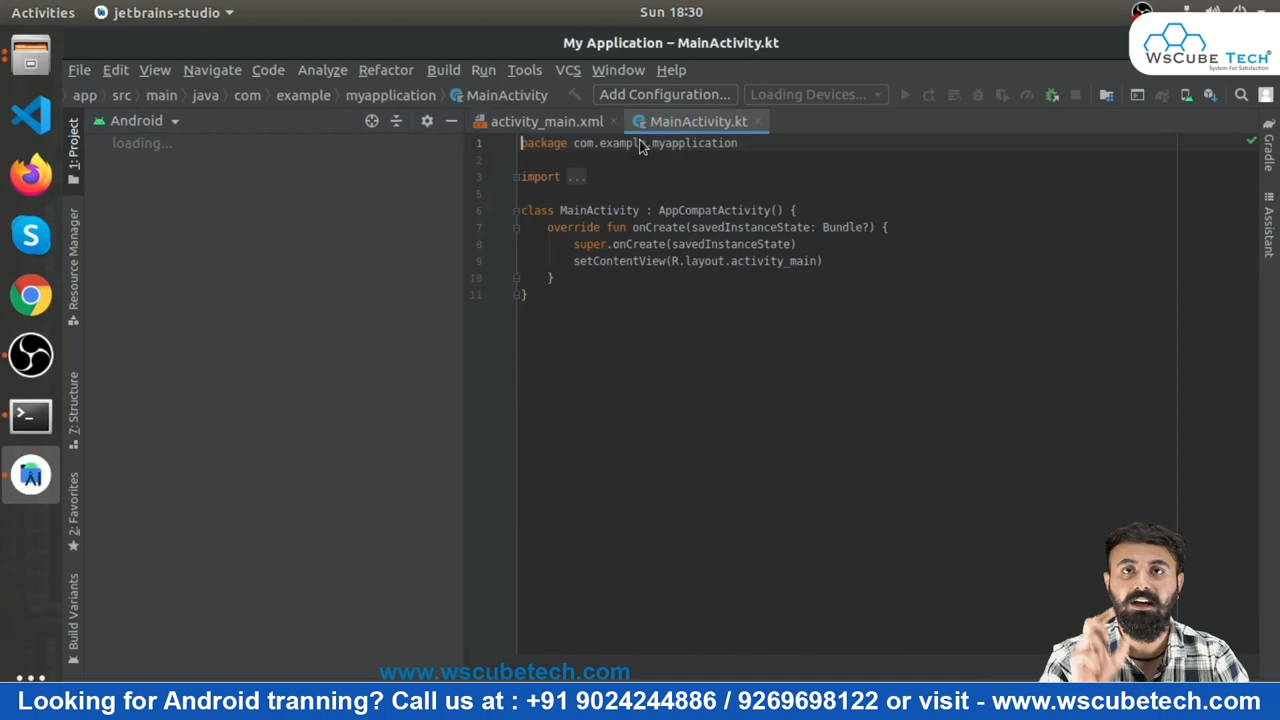 Activities
jetbrains-studio
Sun 18:30
WsCube Tech
System For Satisfaction
My Application – MainActivity.kt
File Edit View Navigate Code Analyze Refactor Build Run Tools VCS Window Help
app src main java com example myapplication MainActivity Add Configuration... Loading Devices...
1: Project
Android
activity_main.xml
MainActivity.kt
Gradle
loading...
1 package com.example.myapplication
2
3 import ...
5
6 class MainActivity : AppCompatActivity() {
7 override fun onCreate(savedInstanceState: Bundle?) {
8 super.onCreate(savedInstanceState)
9 setContentView(R.layout.activity_main)
10 }
11 }
Resource Manager
Assistant
7: Structure
2: Favorites
Build Variants
www.wscubetech.com
Looking for Android tranning? Call us at : +91 9024244886 / 9269698122 or visit - www.wscubetech.com